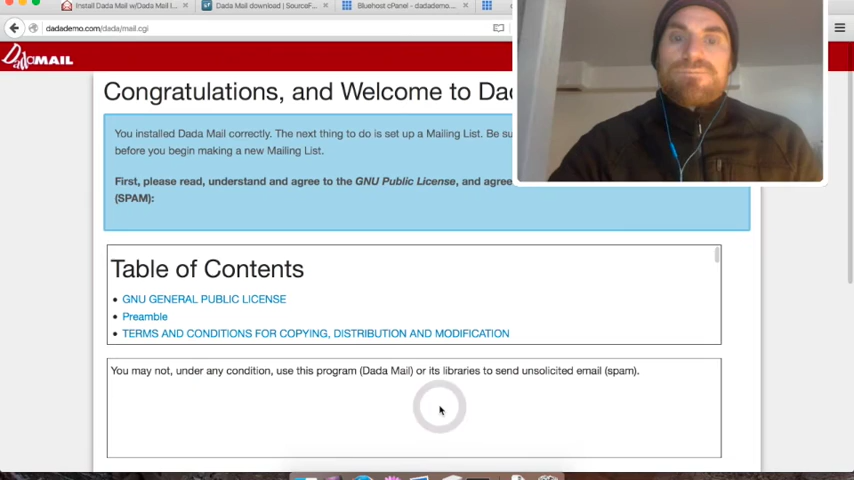 Install Dada Mail w/Dada Mail I...
Dada Mail download | SourceF...
Bluehost cPanel - dadademo....
dadademo.com/dada/mail.cgi
DadaMAIL
Congratulations, and Welcome to Da
You installed Dada Mail correctly. The next thing to do is set up a Mailing List. Be su
before you begin making a new Mailing List.
First, please read, understand and agree to the GNU Public License, and agree
(SPAM):
Table of Contents
• GNU GENERAL PUBLIC LICENSE
• Preamble
• TERMS AND CONDITIONS FOR COPYING, DISTRIBUTION AND MODIFICATION
You may not, under any condition, use this program (Dada Mail) or its libraries to send unsolicited email (spam).